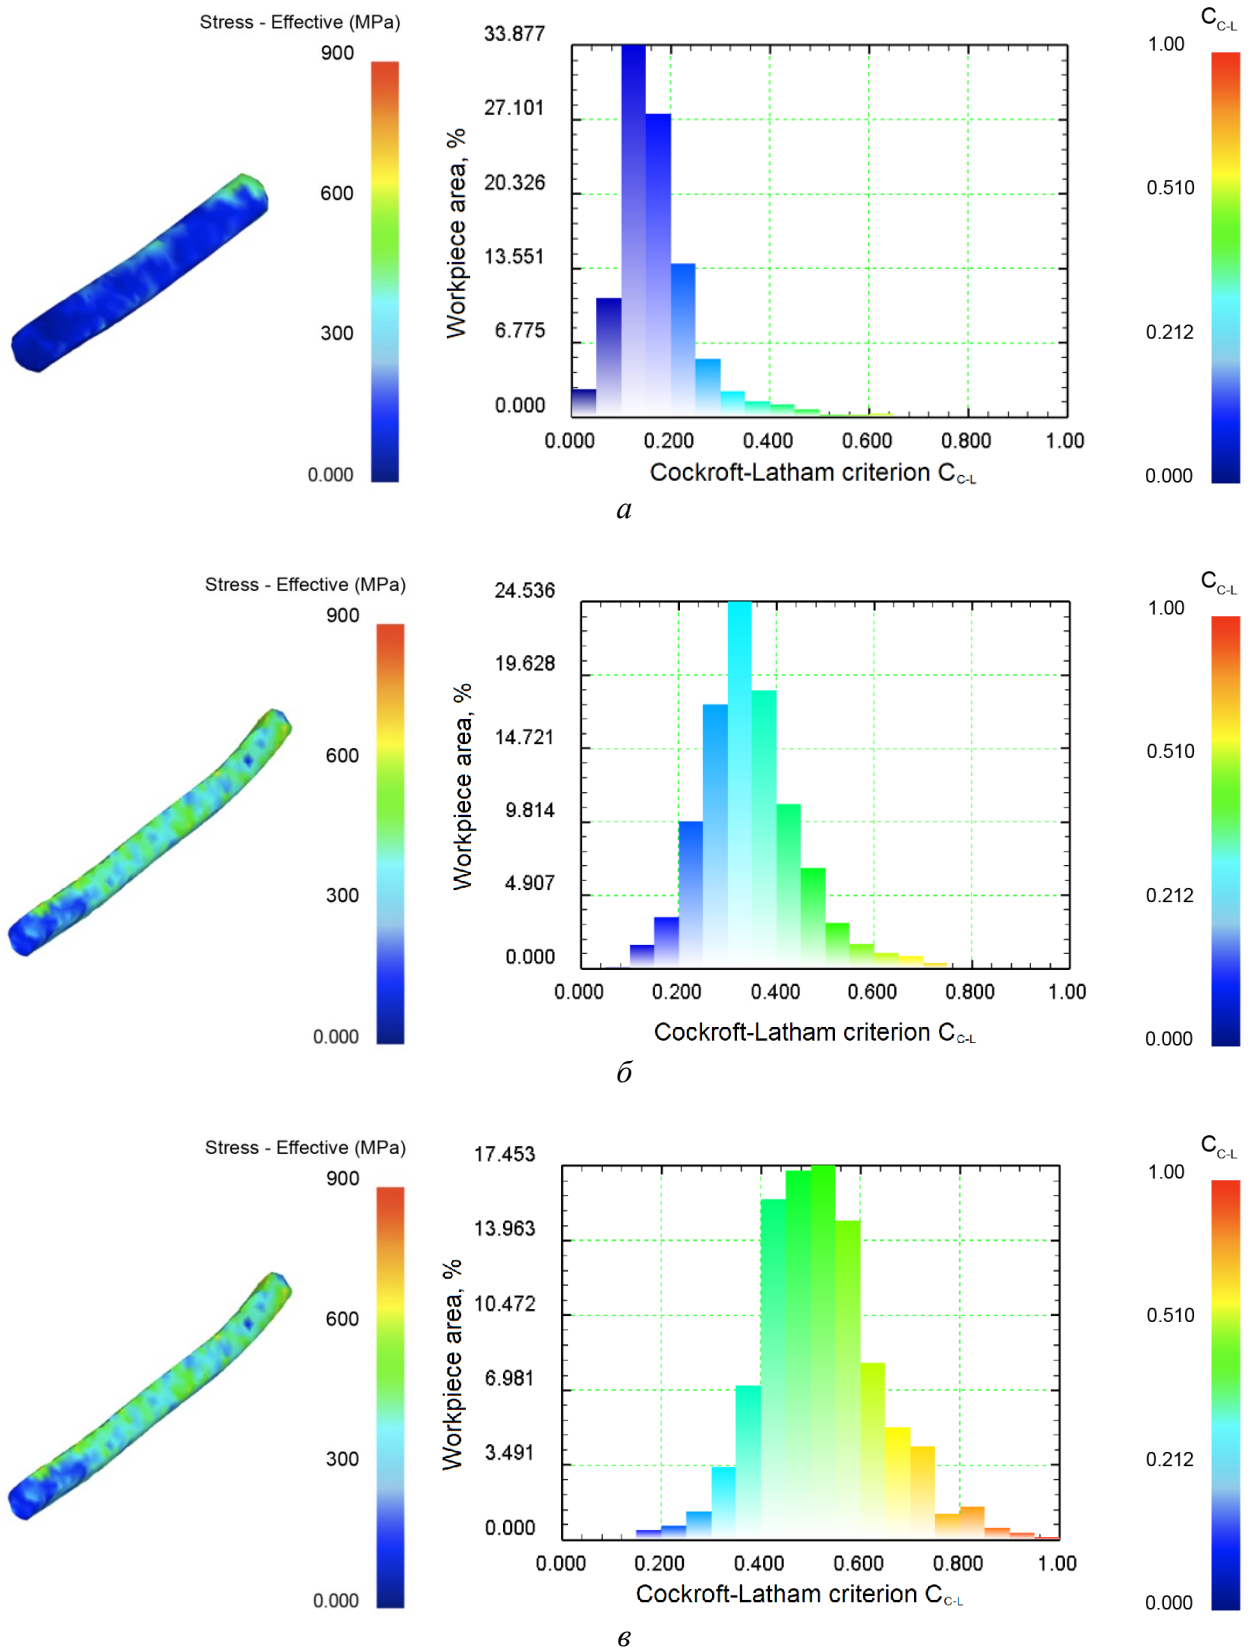 Stress - Effective (MPa)
900
600
300
0.000
33.877
27.101
20.326
13.551
6.775
0.000
Workpiece area, %
0.000 0.200 0.400 0.600 0.800 1.00
Cockroft-Latham criterion C C-L
C C-L
1.00
0.510
0.212
0.000
а
Stress - Effective (MPa)
900
600
300
0.000
24.536
19.628
14.721
9.814
4.907
0.000
Workpiece area, %
0.000 0.200 0.400 0.600 0.800 1.00
Cockroft-Latham criterion C C-L
C C-L
1.00
0.510
0.212
0.000
б
Stress - Effective (MPa)
900
600
300
0.000
17.453
13.963
10.472
6.981
3.491
0.000
Workpiece area, %
0.000 0.200 0.400 0.600 0.800 1.00
Cockroft-Latham criterion C C-L
C C-L
1.00
0.510
0.212
0.000
в